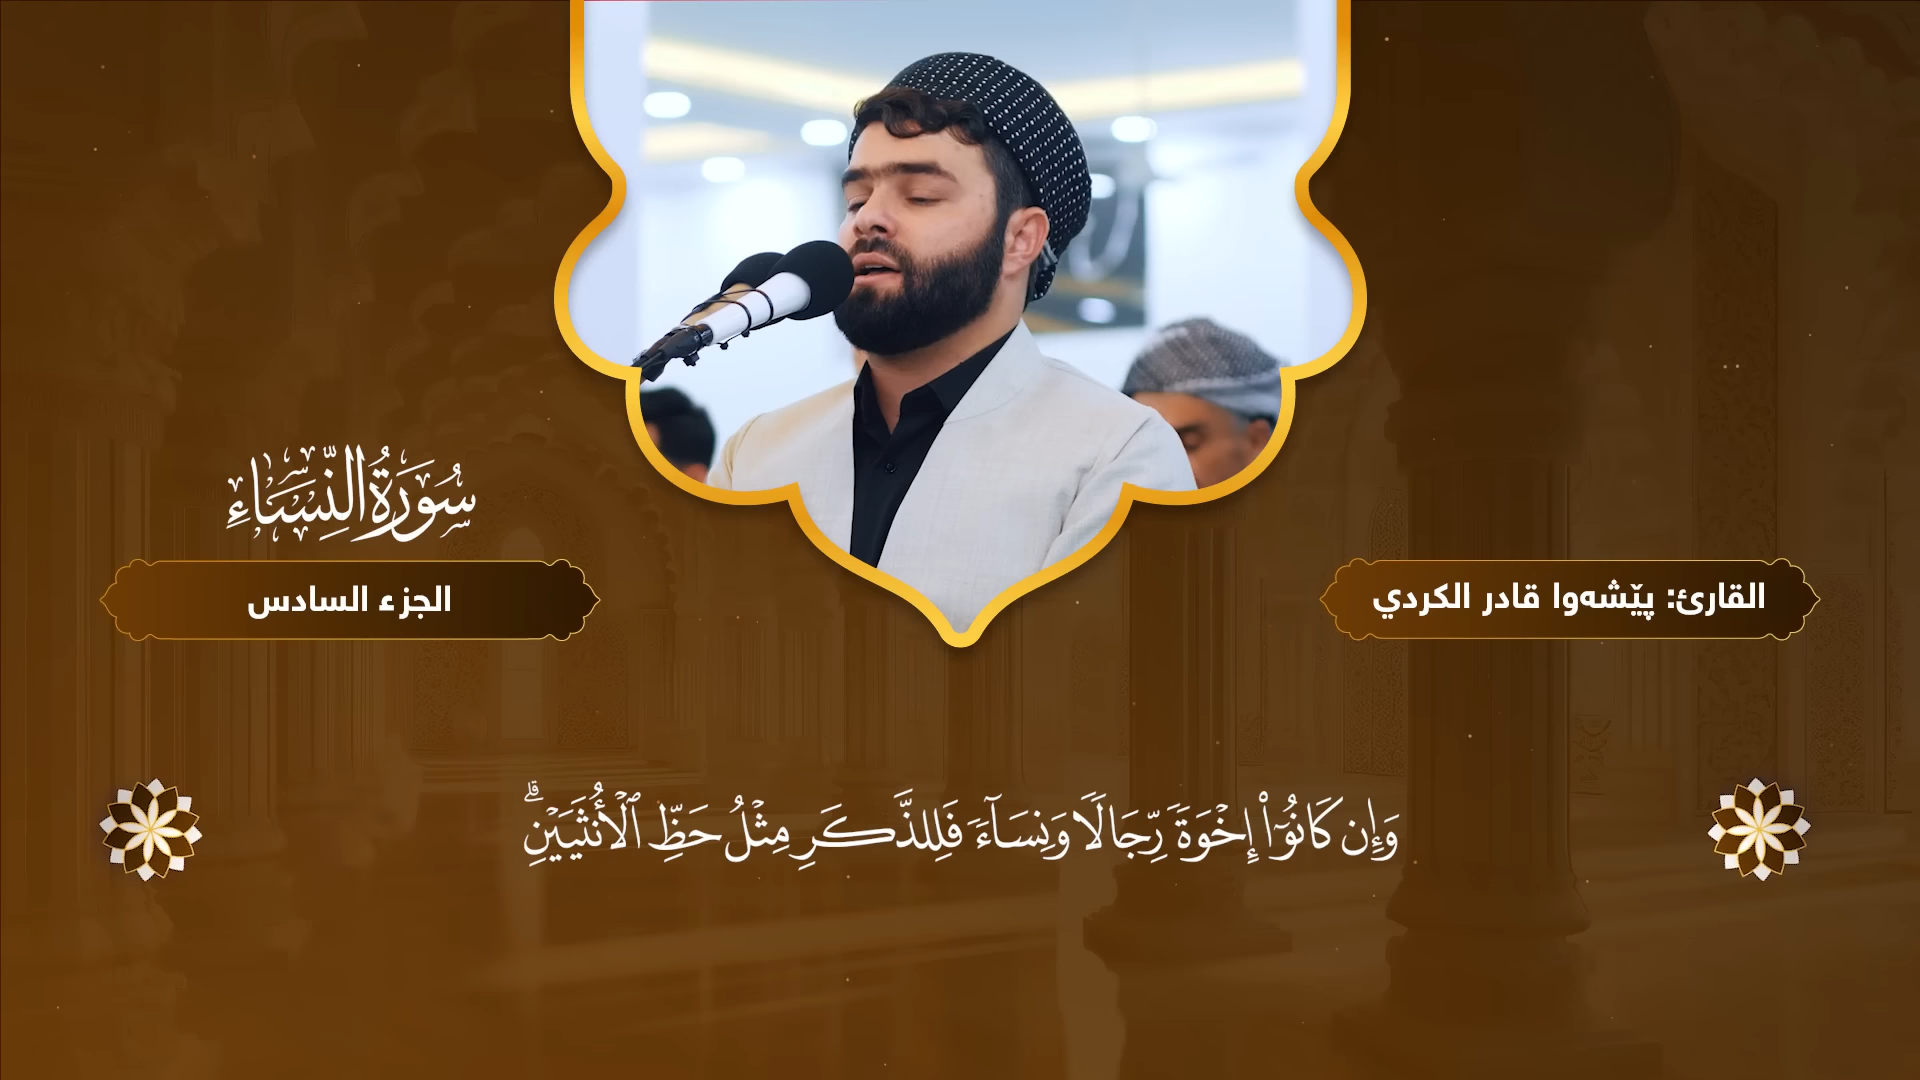 سُورَةُ النِّسَاءِ
القارئ: پێشەوا قادر الكردي
الجزء السادس
وَإِن كَانُوٓا۟ إِخْوَةً رِّجَالًا وَنِسَآءً فَلِلذَّكَرِ مِثْلُ حَظِّ ٱلْأُنثَيَيْنِ ۗ